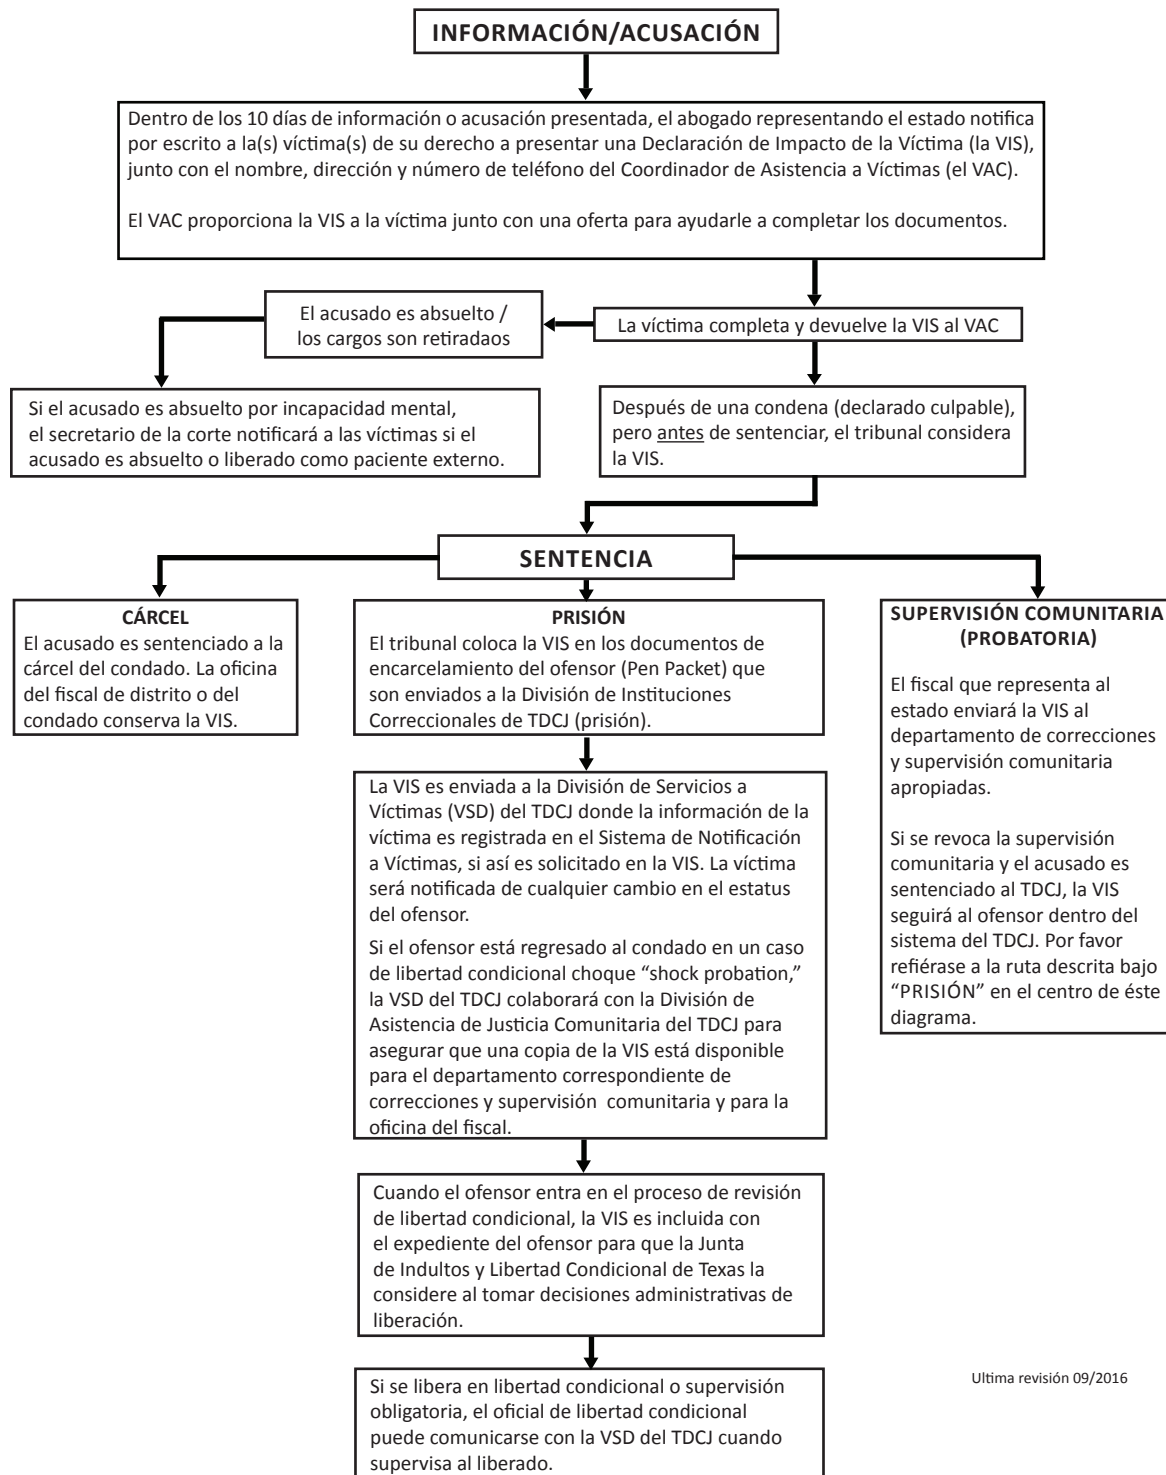 INFORMACIÓN/ACUSACIÓN
Dentro de los 10 días de información o acusación presentada, el abogado representando el estado notifica
por escrito a la(s) víctima(s) de su derecho a presentar una Declaración de Impacto de la Víctima (la VIS),
junto con el nombre, dirección y número de teléfono del Coordinador de Asistencia a Víctimas (el VAC).
El VAC proporciona la VIS a la víctima junto con una oferta para ayudarle a completar los documentos.
El acusado es absuelto /
los cargos son retiradaos
La víctima completa y devuelve la VIS al VAC
Si el acusado es absuelto por incapacidad mental,
el secretario de la corte notificará a las víctimas si el
acusado es absuelto o liberado como paciente externo.
Después de una condena (declarado culpable),
pero antes de sentenciar, el tribunal considera
la VIS.
SENTENCIA
CÁRCEL
El acusado es sentenciado a la
cárcel del condado. La oficina
del fiscal de distrito o del
condado conserva la VIS.
PRISIÓN
El tribunal coloca la VIS en los documentos de
encarcelamiento del ofensor (Pen Packet) que
son enviados a la División de Instituciones
Correccionales de TDCJ (prisión).
SUPERVISIÓN COMUNITARIA
(PROBATORIA)
El fiscal que representa al
estado enviará la VIS al
departamento de correcciones
y supervisión comunitaria
apropiadas.
Si se revoca la supervisión
comunitaria y el acusado es
sentenciado al TDCJ, la VIS
seguirá al ofensor dentro del
sistema del TDCJ. Por favor
refiérase a la ruta descrita bajo
“PRISIÓN” en el centro de éste
diagrama.
La VIS es enviada a la División de Servicios a
Víctimas (VSD) del TDCJ donde la información de la
víctima es registrada en el Sistema de Notificación
a Víctimas, si así es solicitado en la VIS. La víctima
será notificada de cualquier cambio en el estatus
del ofensor.
Si el ofensor está regresado al condado en un caso
de libertad condicional choque “shock probation,”
la VSD del TDCJ colaborará con la División de
Asistencia de Justicia Comunitaria del TDCJ para
asegurar que una copia de la VIS está disponible
para el departamento correspondiente de
correcciones y supervisión comunitaria y para la
oficina del fiscal.
Cuando el ofensor entra en el proceso de revisión
de libertad condicional, la VIS es incluida con
el expediente del ofensor para que la Junta
de Indultos y Libertad Condicional de Texas la
considere al tomar decisiones administrativas de
liberación.
Si se libera en libertad condicional o supervisión
obligatoria, el oficial de libertad condicional
puede comunicarse con la VSD del TDCJ cuando
supervisa al liberado.
Ultima revisión 09/2016